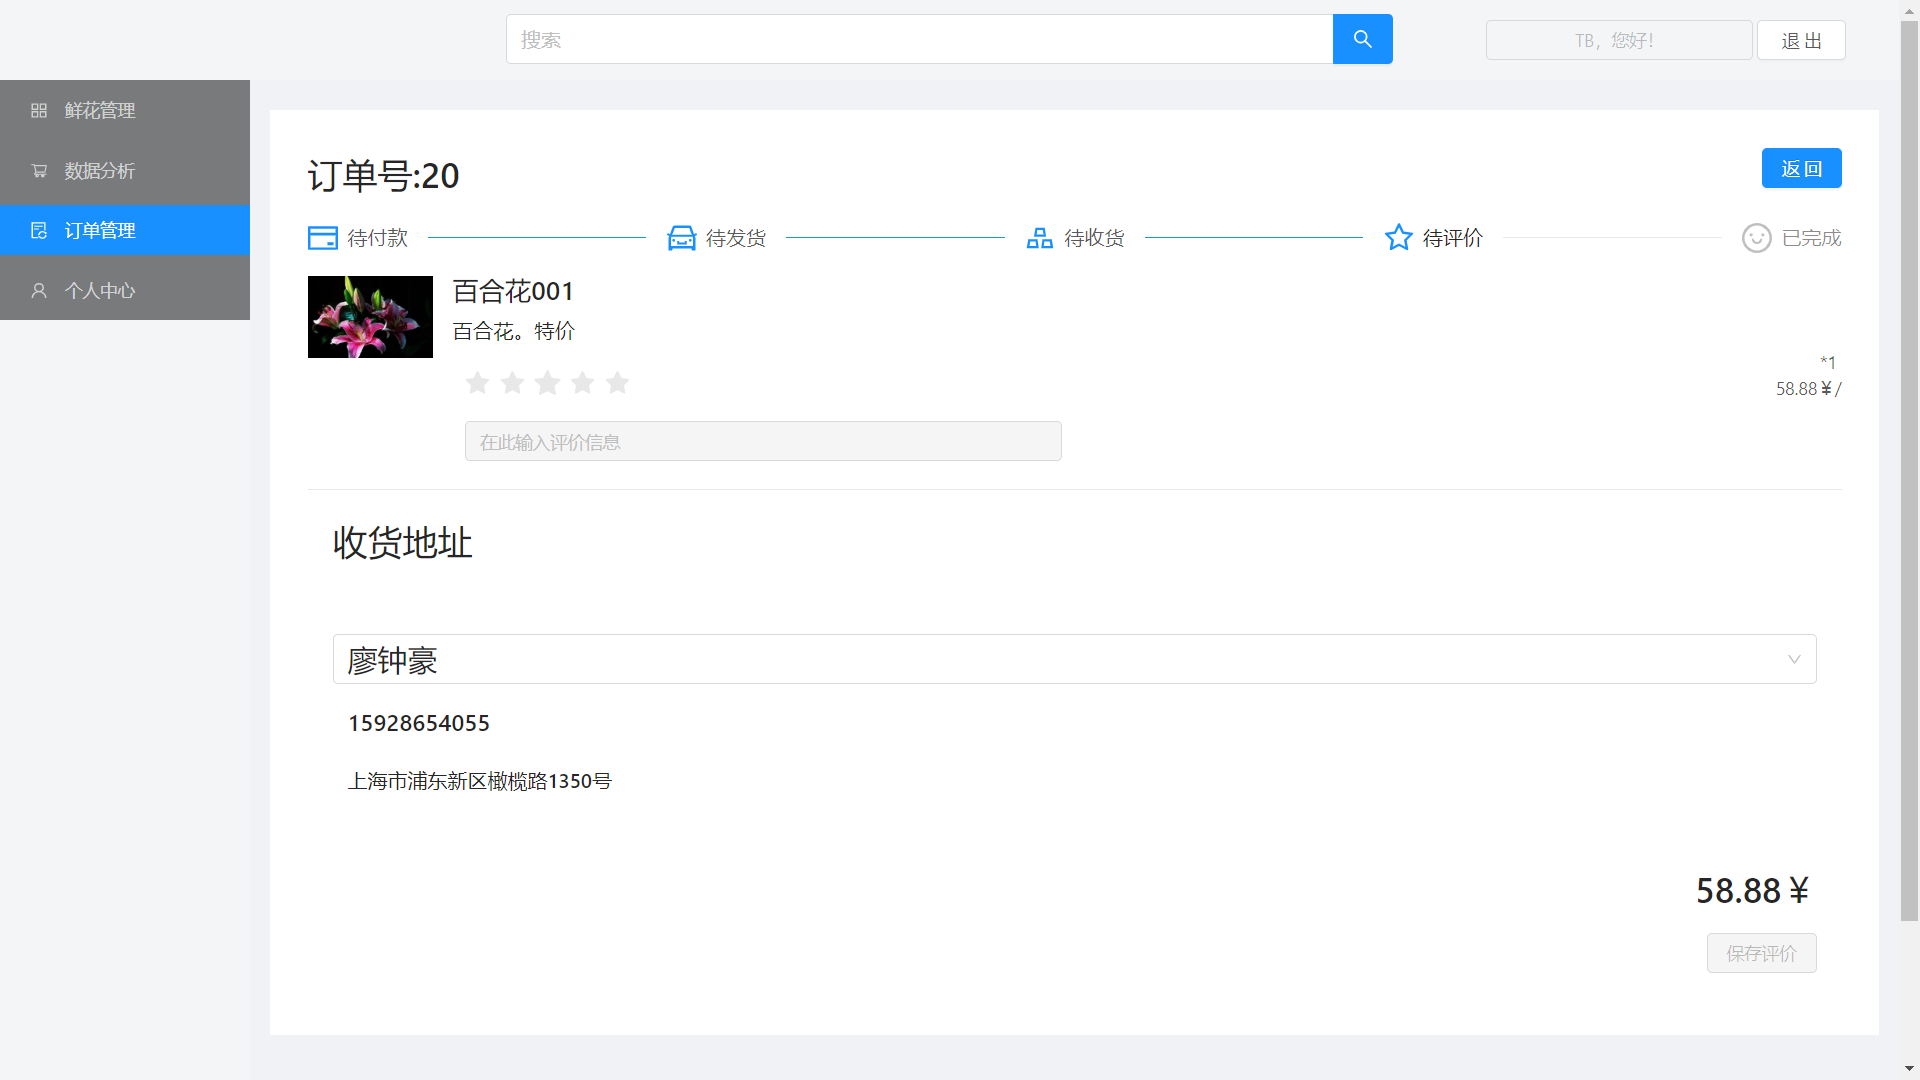 搜索
TB，您好！
退 出
鲜花管理
数据分析
订单管理
个人中心
订单号:20
返 回
待付款
待发货
待收货
待评价
已完成
百合花001
百合花。特价
*1
58.88￥/
在此输入评价信息
收货地址
廖钟豪
15928654055
上海市浦东新区橄榄路1350号
58.88￥
保存评价